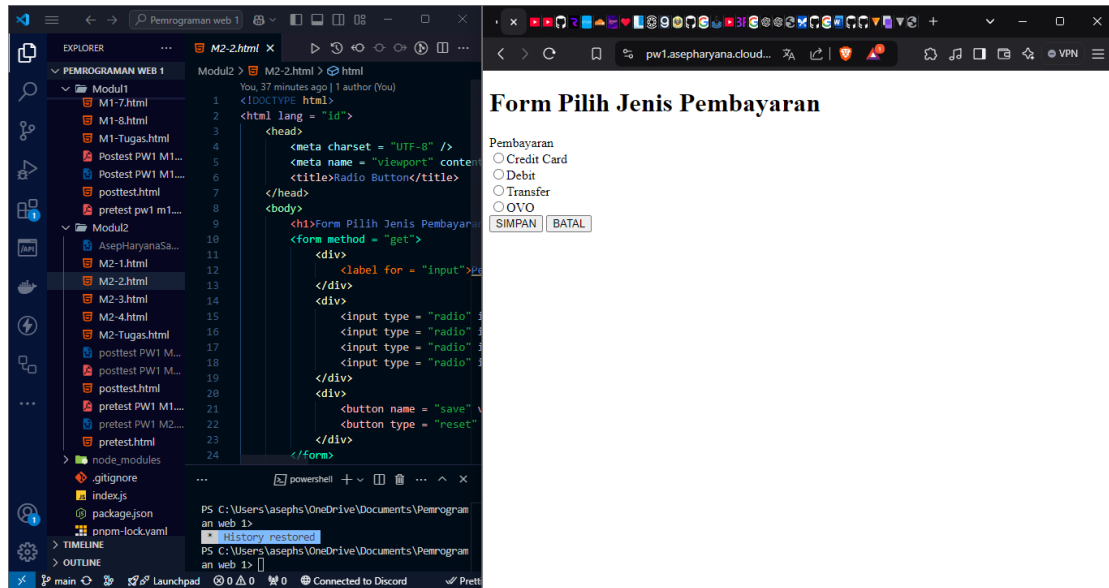 Pemrograman web 1
EXPLORER
PEMROGRAMAN WEB 1
Modul1
M1-7.html
M1-8.html
M1-Tugas.html
Postest PW1 M1...
Postest PW1 M1....
posttest.html
pretest pw1 m1....
Modul2
AsepHaryanaSa...
M2-1.html
M2-2.html
M2-3.html
M2-4.html
M2-Tugas.html
posttest PW1 M...
posttest PW1 M...
posttest.html
pretest PW1 M1....
pretest PW1 M2....
pretest.html
node_modules
.gitignore
index.js
package.json
pnpm-lock.yaml
TIMELINE
OUTLINE
M2-2.html
Modul2 > M2-2.html > html
You, 37 minutes ago | 1 author (You)
1 <!DOCTYPE html>
2 <html lang = "id">
3 <head>
4 <meta charset = "UTF-8" />
5 <meta name = "viewport" content
6 <title>Radio Button</title>
7 </head>
8 <body>
9 <h1>Form Pilih Jenis Pembayaran
10 <form method = "get">
11 <div>
12 <label for = "input">Pe
13 </div>
14 <div>
15 <input type = "radio" i
16 <input type = "radio" i
17 <input type = "radio" i
18 <input type = "radio" i
19 </div>
20 <div>
21 <button name = "save" v
22 <button type = "reset"
23 </div>
24 </form>
powershell
PS C:\Users\asephs\OneDrive\Documents\Pemrogram
an web 1>
* History restored
PS C:\Users\asephs\OneDrive\Documents\Pemrogram
an web 1>
main Launchpad 0 0 0 Connected to Discord Prett
pw1.asepharyana.cloud... VPN
Form Pilih Jenis Pembayaran
Pembayaran
Credit Card
Debit
Transfer
OVO
SIMPAN BATAL